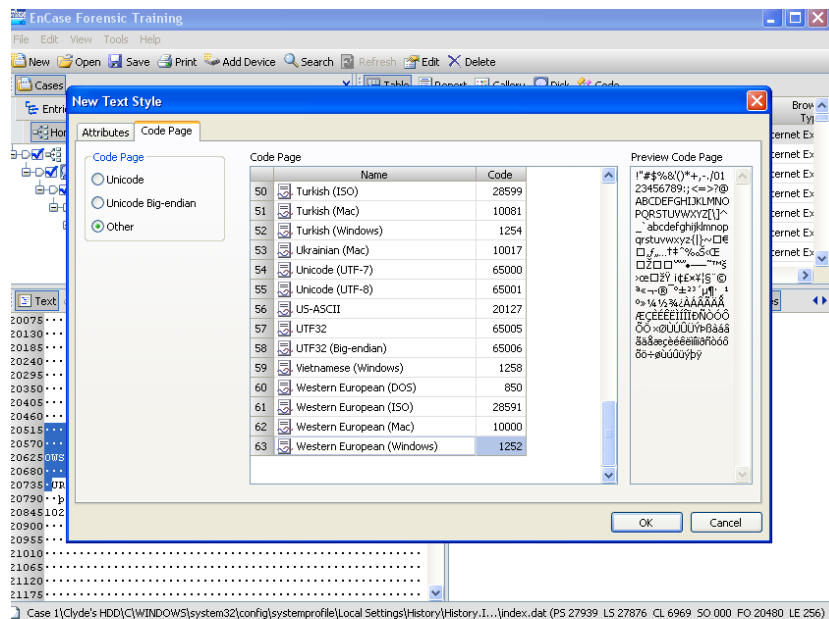 EnCase Forensic Training
File Edit View Tools Help
New Open Save Print Add Device Search Refresh Edit Delete
Cases Table Report Gallery Disk Code
New Text Style
Attributes Code Page
Code Page
Unicode
Unicode Big-endian
Other
Code Page
Name Code
50 Turkish (ISO) 28599
51 Turkish (Mac) 10081
52 Turkish (Windows) 1254
53 Ukrainian (Mac) 10017
54 Unicode (UTF-7) 65000
55 Unicode (UTF-8) 65001
56 US-ASCII 20127
57 UTF32 65005
58 UTF32 (Big-endian) 65006
59 Vietnamese (Windows) 1258
60 Western European (DOS) 850
61 Western European (ISO) 28591
62 Western European (Mac) 10000
63 Western European (Windows) 1252
Preview Code Page
!"#$%&'()*+,-./01
23456789:;<=>?@
ABCDEFGHIJKLMNO
PQRSTUVWXYZ[\]^
_`abcdefghijklmnop
qrstuvwxyz{|}~
OK Cancel
Text
20075
20130
20185
20240
20295
20350
20405
20460
20515
20570
20625
20680
20735 UR
20790
20845 102
20900
20955
21010
21065
21120
21175
Case 1\Clyde's HDD\C\WINDOWS\system32\config\systemprofile\Local Settings\History\History.I...\index.dat (PS 27939 LS 27876 CL 6969 SO 000 FO 20480 LE 256)